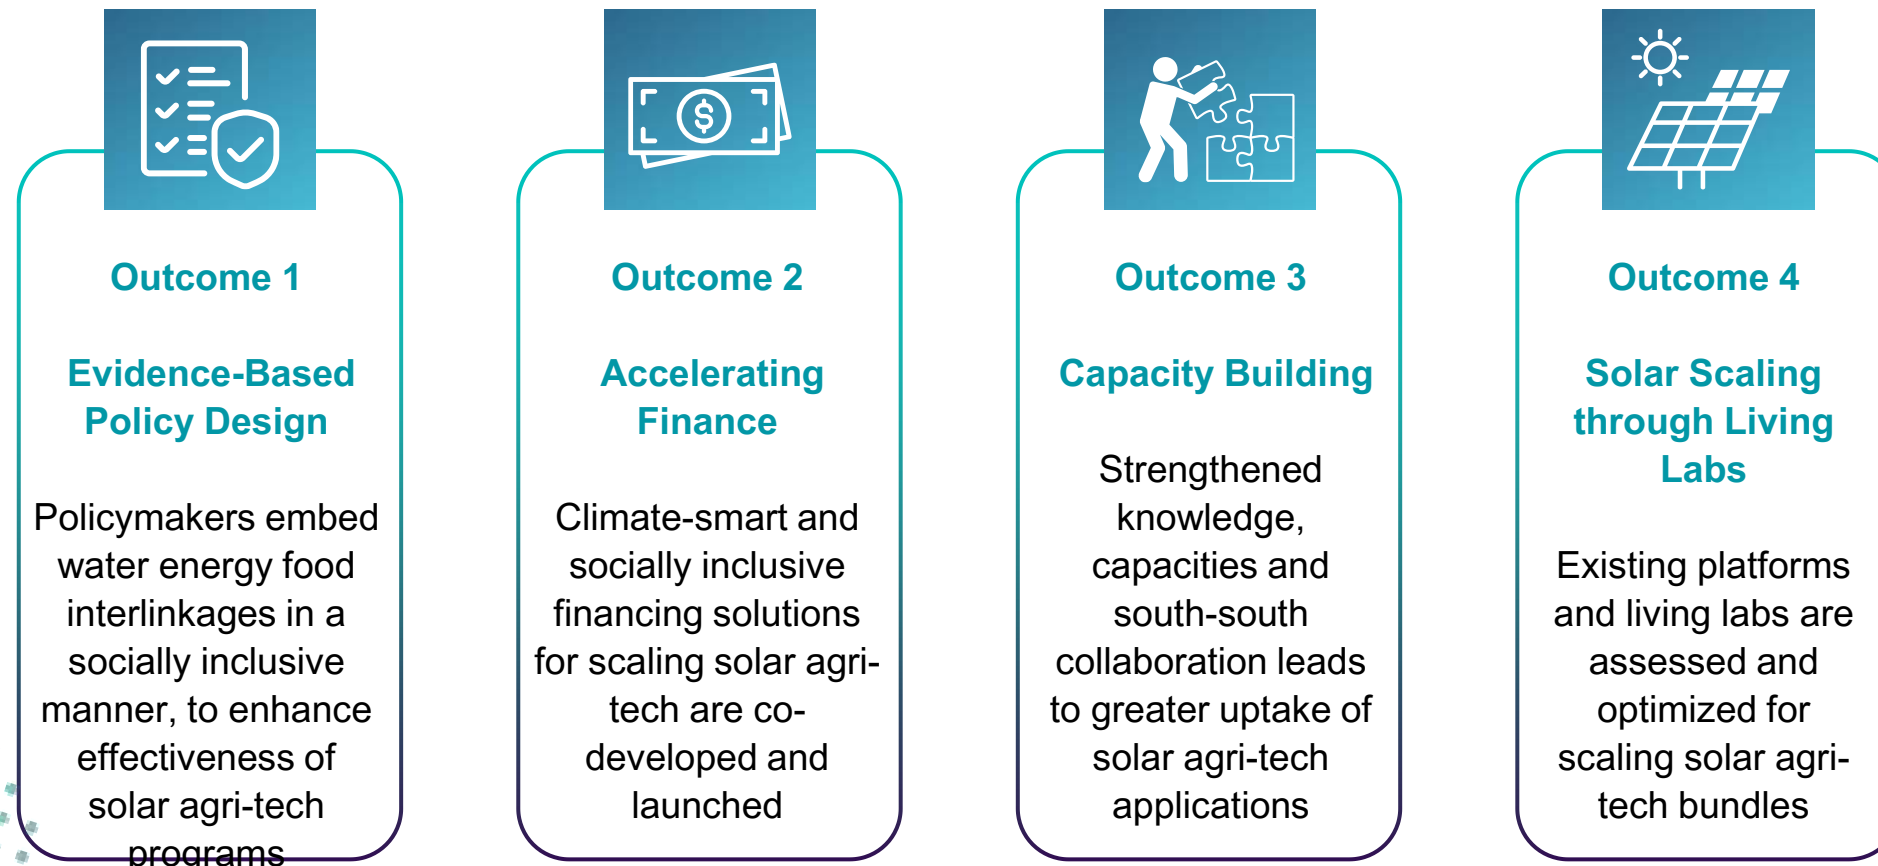 Outcome 1
Evidence-Based
Policy Design
Policymakers embed
water energy food
interlinkages in a
socially inclusive
manner, to enhance
effectiveness of
solar agri-tech
programs
Outcome 2
Accelerating
Finance
Climate-smart and
socially inclusive
financing solutions
for scaling solar agri-
tech are co-
developed and
launched
Outcome 3
Capacity Building
Strengthened
knowledge,
capacities and
south-south
collaboration leads
to greater uptake of
solar agri-tech
applications
Outcome 4
Solar Scaling
through Living
Labs
Existing platforms
and living labs are
assessed and
optimized for
scaling solar agri-
tech bundles